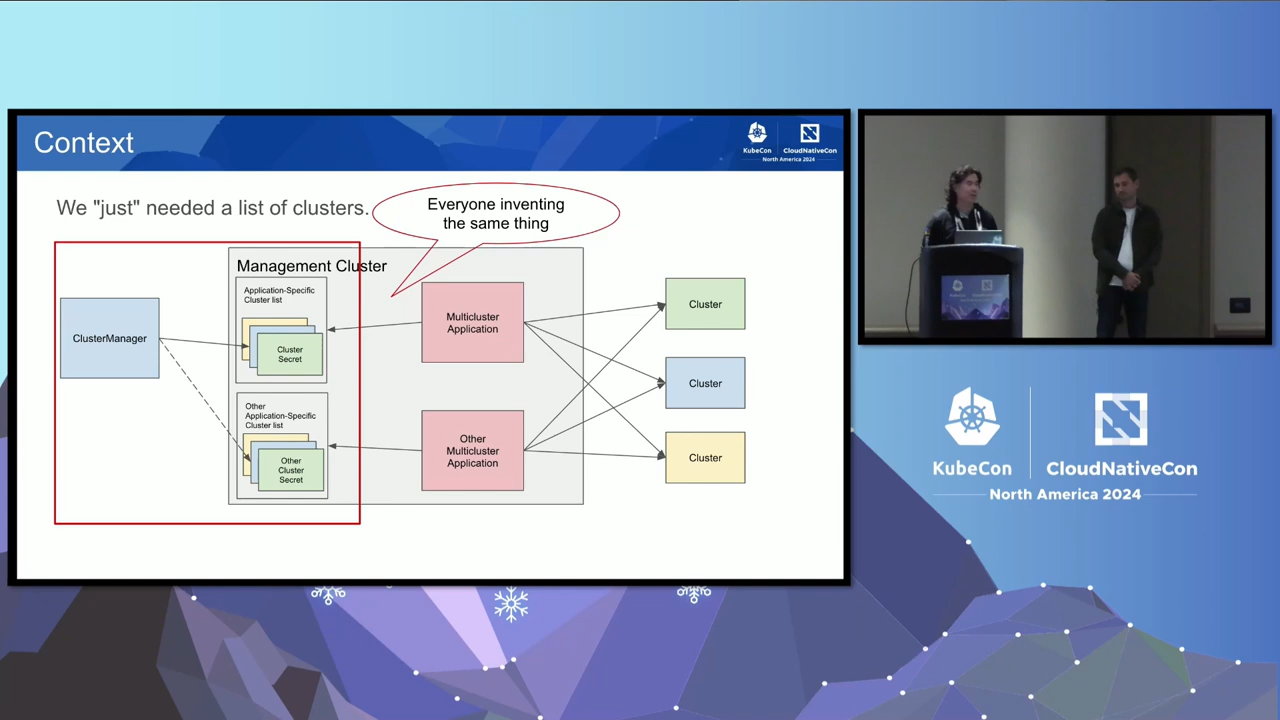 Context
KubeCon
CloudNativeCon
North America 2024
We "just" needed a list of clusters.
Everyone inventing
the same thing
Management Cluster
ClusterManager
Application-Specific
Cluster list
Cluster
Secret
Other
Application-Specific
Cluster list
Other
Cluster
Secret
Multicluster
Application
Other
Multicluster
Application
Cluster
Cluster
Cluster
KubeCon
CloudNativeCon
North America 2024